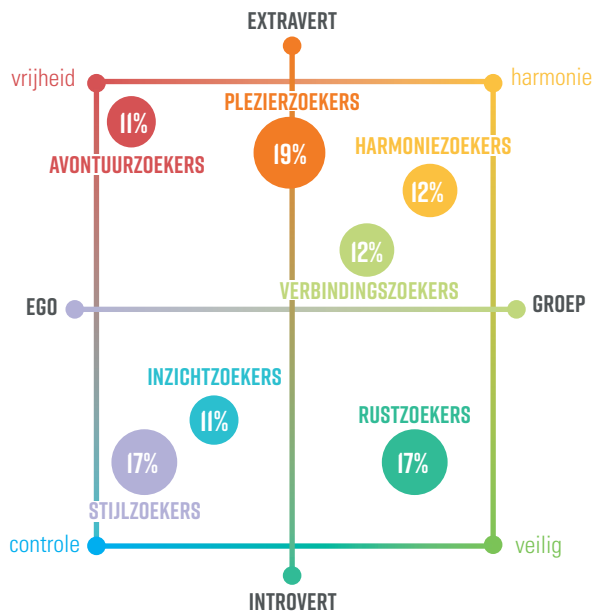 EXTRAVERT
vrijheid
harmonie
PLEZIERZOEKERS
11%
19%
HARMONIEZOEKERS
AVONTUURZOEKERS
12%
12%
VERBINDINGSZOEKERS
EGO
GROEP
INZICHTZOEKERS
11%
RUSTZOEKERS
17%
17%
STIJLZOEKERS
controle
veilig
INTROVERT